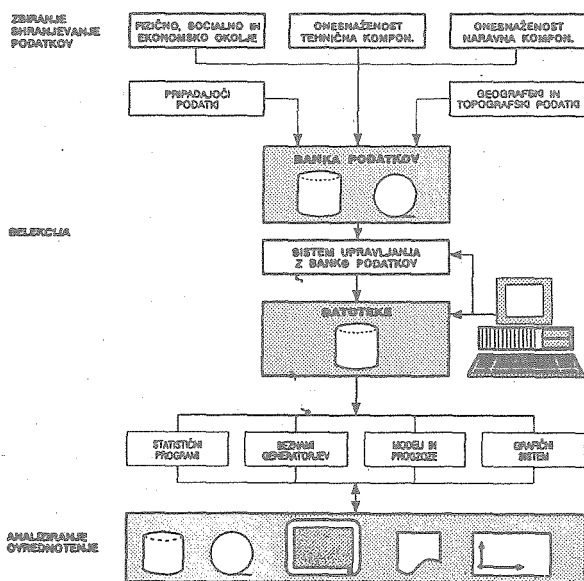 ZBIRANJE
SHRANJEVANJE
PODATKOV
FIZIČNO, SOCIALNO IN
EKONOMSKO OKOLJE
ONESNAŽENOST
TEHNIČNA KOMPON.
ONESNAŽENOST
NARAVNA KOMPON.
PRIPADAJOČI
PODATKI
GEOGRAFSKI IN
TOPOGRAFSKI PODATKI
BANKA PODATKOV
SELEKCIJA
SISTEM UPRAVLJANJA
Z BANKO PODATKOV
DATOTEKE
STATISTIČNI
PROGRAMI
SEZNAMI
GENERATORJEV
MODELI IN
PROGZOZE
GRAFIČNI
SISTEM
ANALIZIRANJE
OVREDNOTENJE